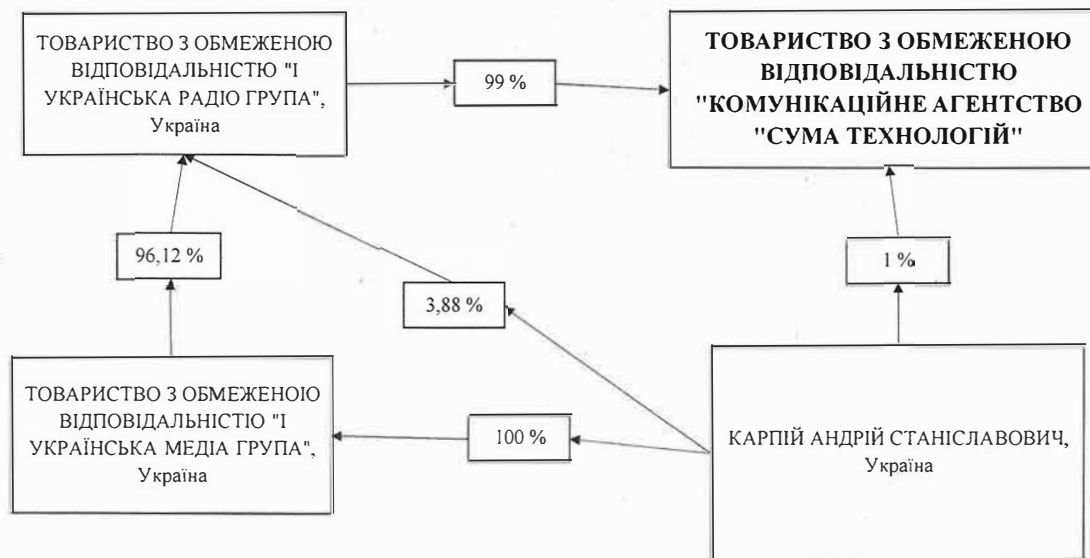 ТОВАРИСТВО З ОБМЕЖЕНОЮ
ВІДПОВІДАЛЬНІСТЮ "І
УКРАЇНСЬКА РАДІО ГРУПА",
Україна
99 %
ТОВАРИСТВО З ОБМЕЖЕНОЮ
ВІДПОВІДАЛЬНІСТЮ
"КОМУНІКАЦІЙНЕ АГЕНТСТВО
"СУМА ТЕХНОЛОГІЙ"
96,12 %
3,88 %
1 %
ТОВАРИСТВО З ОБМЕЖЕНОЮ
ВІДПОВІДАЛЬНІСТЮ "І
УКРАЇНСЬКА МЕДІА ГРУПА",
Україна
100 %
КАРПІЙ АНДРІЙ СТАНІСЛАВОВИЧ,
Україна